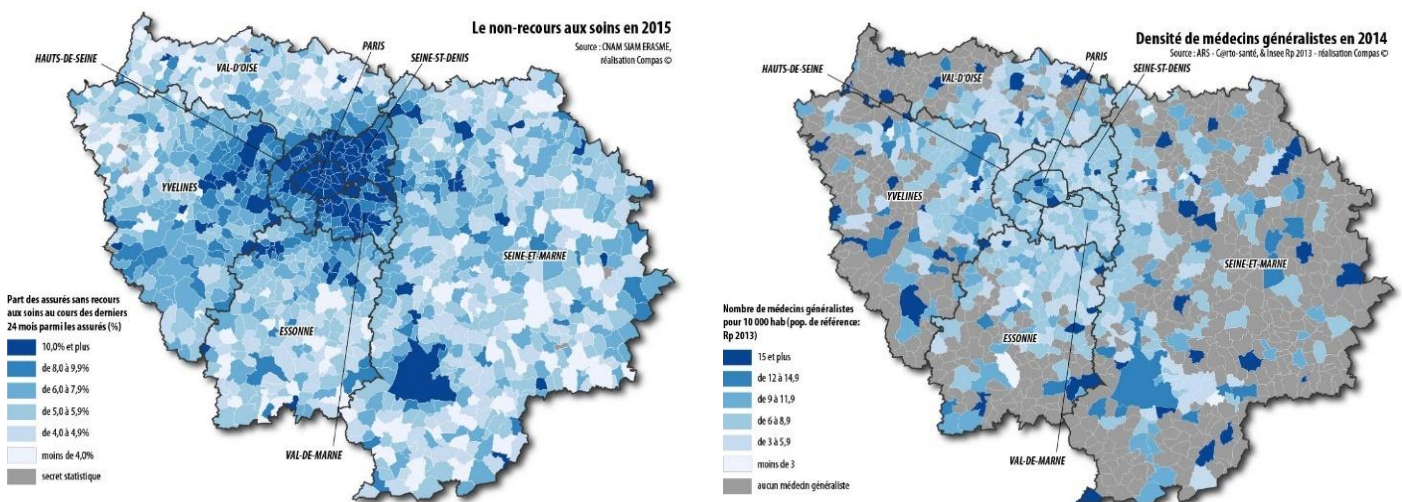 Le non-recours aux soins en 2015
Source : CNAM SIAM ERASME,
réalisation Compas ©
PARIS
HAUTS-DE-SEINE
SEINE-ST-DENIS
VAL-D'OISE
YVELINES
SEINE-ET-MARNE
ESSONNE
VAL-DE-MARNE
Part des assurés sans recours
aux soins au cours des derniers
24 mois parmi les assurés (%)
10,0% et plus
de 8,0 à 9,9%
de 6,0 à 7,9%
de 5,0 à 5,9%
de 4,0 à 4,9%
moins de 4,0%
secret statistique
Densité de médecins généralistes en 2014
Source : ARS - C@rto-santé, & Insee Rp 2013 - réalisation Compas ©
PARIS
HAUTS-DE-SEINE
SEINE-ST-DENIS
VAL-D'OISE
YVELINES
SEINE-ET-MARNE
ESSONNE
VAL-DE-MARNE
Nombre de médecins généralistes
pour 10 000 hab (pop. de référence:
Rp 2013)
15 et plus
de 12 à 14,9
de 9 à 11,9
de 6 à 8,9
de 3 à 5,9
moins de 3
aucun médecin généraliste